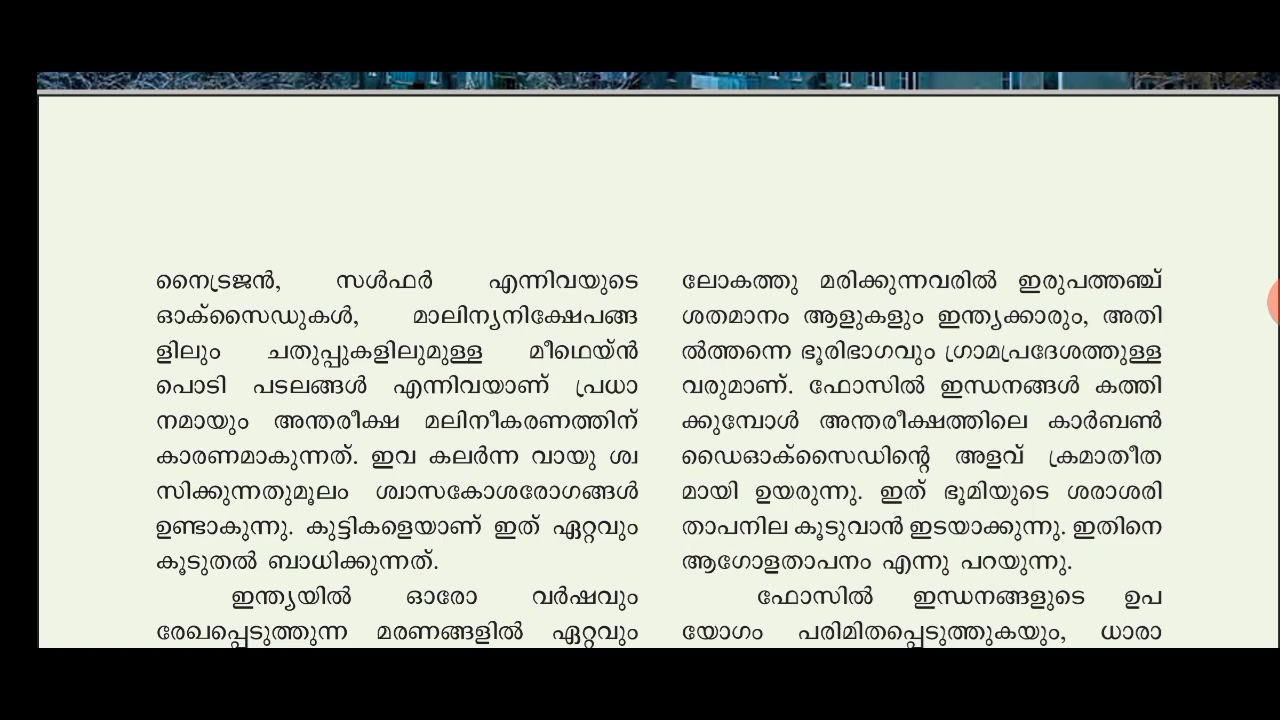 നൈട്രജൻ, സൾഫർ എന്നിവയുടെ
ഓക്സൈഡുകൾ, മാലിന്യനിക്ഷേപങ്ങ
ളിലും ചതുപ്പുകളിലുമുള്ള മീഥെയ്ൻ
പൊടി പടലങ്ങൾ എന്നിവയാണ് പ്രധാ
നമായും അന്തരീക്ഷ മലിനീകരണത്തിന്
കാരണമാകുന്നത്. ഇവ കലർന്ന വായു ശ്വ
സിക്കുന്നതുമൂലം ശ്വാസകോശരോഗങ്ങൾ
ഉണ്ടാകുന്നു. കുട്ടികളെയാണ് ഇത് ഏറ്റവും
കൂടുതൽ ബാധിക്കുന്നത്.
ഇന്ത്യയിൽ ഓരോ വർഷവും
രേഖപ്പെടുത്തുന്ന മരണങ്ങളിൽ ഏറ്റവും
ലോകത്തു മരിക്കുന്നവരിൽ ഇരുപത്തഞ്ച്
ശതമാനം ആളുകളും ഇന്ത്യക്കാരും, അതി
ൽത്തന്നെ ഭൂരിഭാഗവും ഗ്രാമപ്രദേശത്തുള്ള
വരുമാണ്. ഫോസിൽ ഇന്ധനങ്ങൾ കത്തി
ക്കുമ്പോൾ അന്തരീക്ഷത്തിലെ കാർബൺ
ഡൈഓക്സൈഡിന്റെ അളവ് ക്രമാതീത
മായി ഉയരുന്നു. ഇത് ഭൂമിയുടെ ശരാശരി
താപനില കൂടുവാൻ ഇടയാക്കുന്നു. ഇതിനെ
ആഗോളതാപനം എന്നു പറയുന്നു.
ഫോസിൽ ഇന്ധനങ്ങളുടെ ഉപ
യോഗം പരിമിതപ്പെടുത്തുകയും, ധാരാ